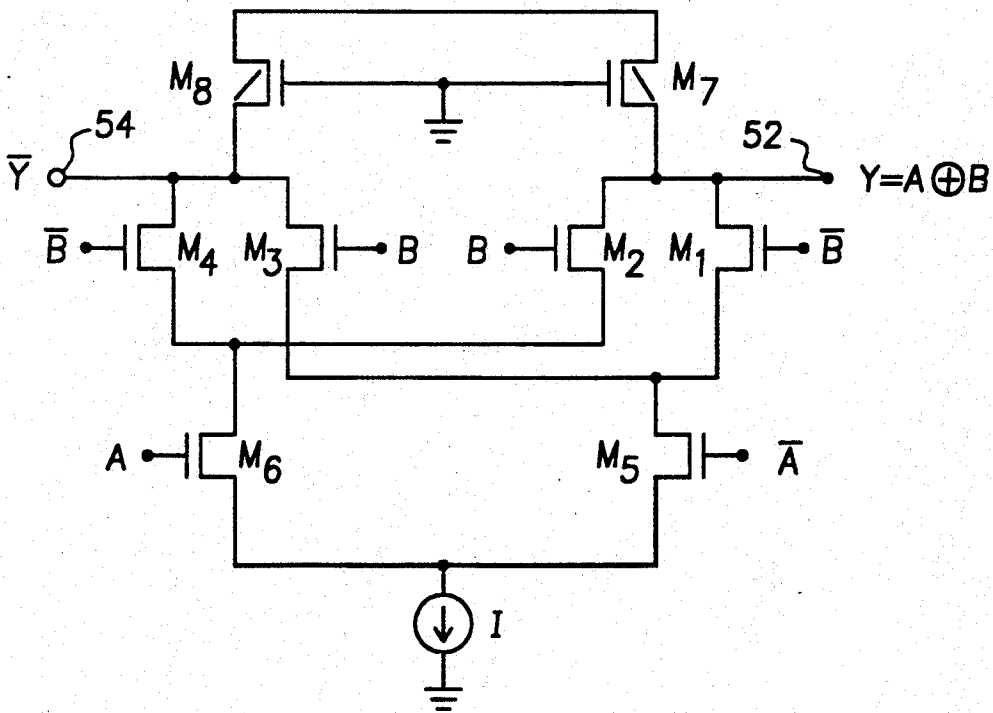 M8 M7
54 52
Y̅ Y=A⊕B
B̅ M4 M3 B B M2 M1 B̅
A M6 M5 A̅
I